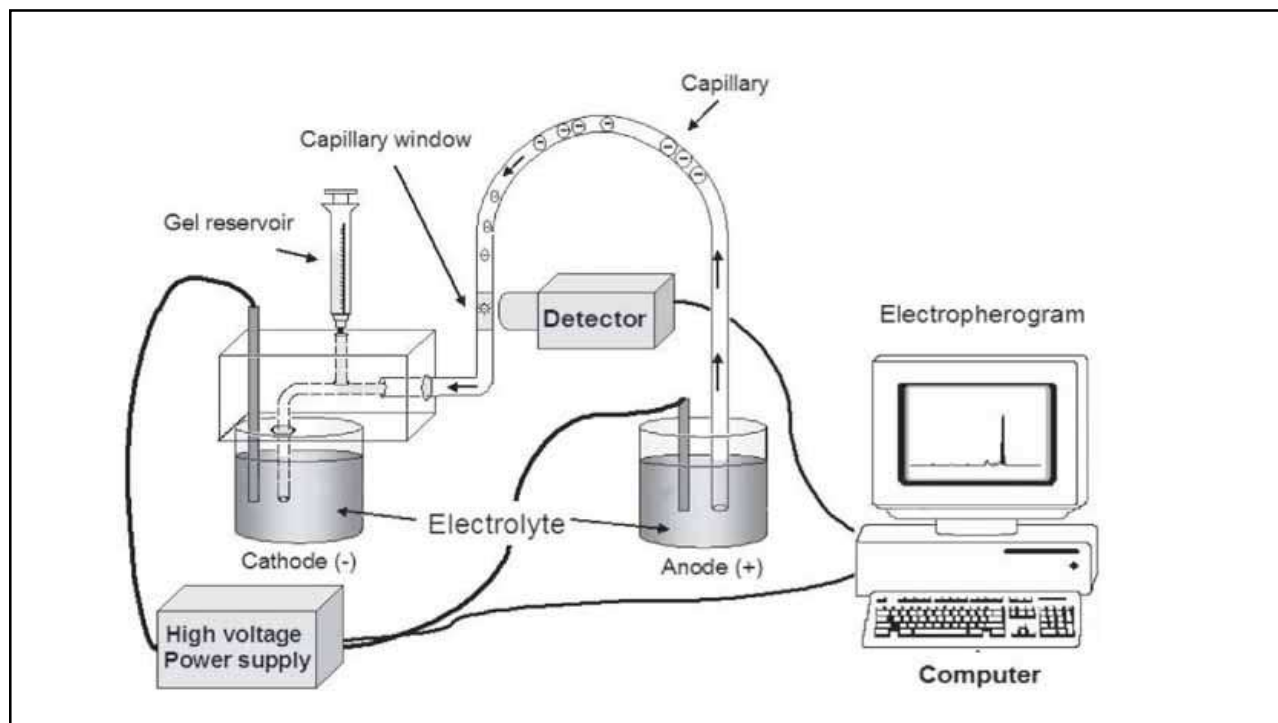 Capillary
Capillary window
Gel reservoir
Detector
Electropherogram
Electrolyte
Cathode (-)
Anode (+)
High voltage
Power supply
Computer